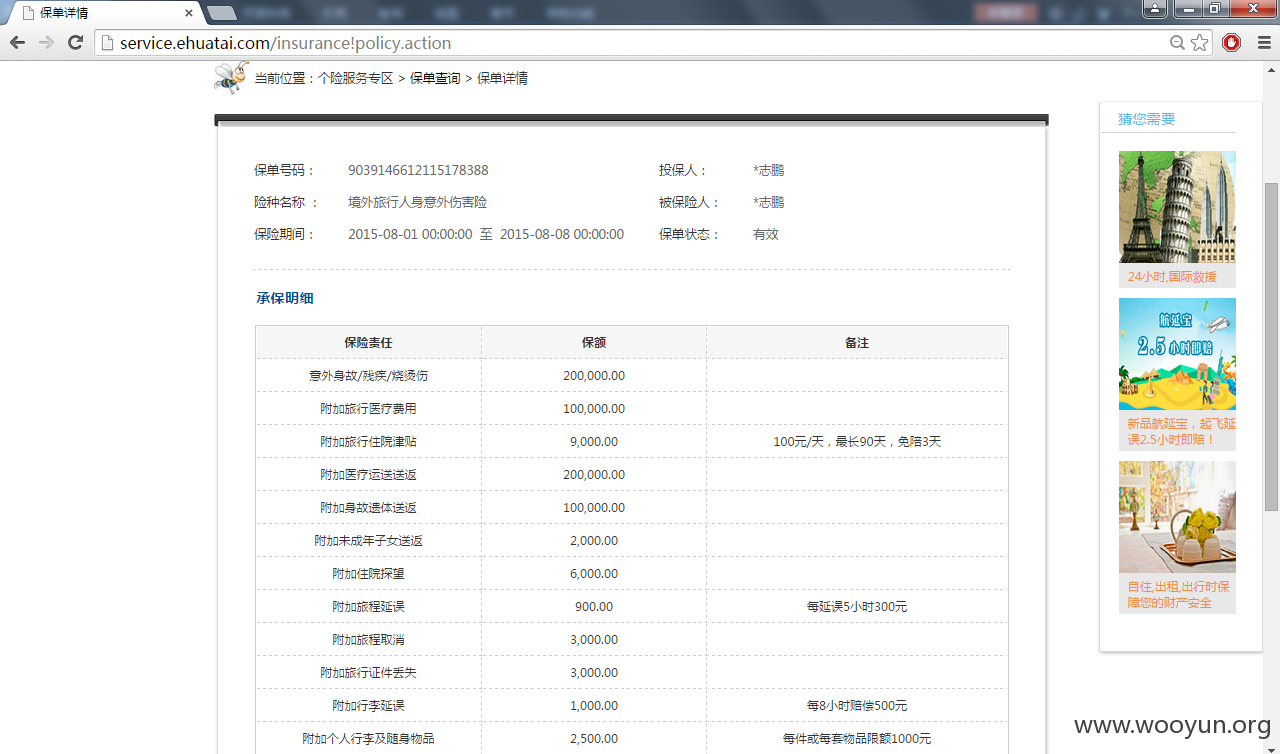 保单详情
service.ehuatai.com/insurance!policy.action
当前位置：个险服务专区 > 保单查询 > 保单详情
保单号码： 9039146612115178388 投保人： *志鹏
险种名称 ： 境外旅行人身意外伤害险 被保险人： *志鹏
保险期间： 2015-08-01 00:00:00 至 2015-08-08 00:00:00 保单状态： 有效
承保明细
保险责任 保额 备注
意外身故/残疾/烧烫伤 200,000.00
附加旅行医疗费用 100,000.00
附加旅行住院津贴 9,000.00 100元/天，最长90天，免陪3天
附加医疗运送送返 200,000.00
附加身故遗体送返 100,000.00
附加未成年子女送返 2,000.00
附加住院探望 6,000.00
附加旅程延误 900.00 每延误5小时300元
附加旅程取消 3,000.00
附加旅行证件丢失 3,000.00
附加行李延误 1,000.00 每8小时赔偿500元
附加个人行李及随身物品 2,500.00 每件或每套物品限额1000元
猜您需要
24小时,国际救援
航延宝
2.5小时即赔
新品航延宝，起飞延
误2.5小时即赔！
自住,出租,出行时保
障您的财产安全
www.wooyun.org